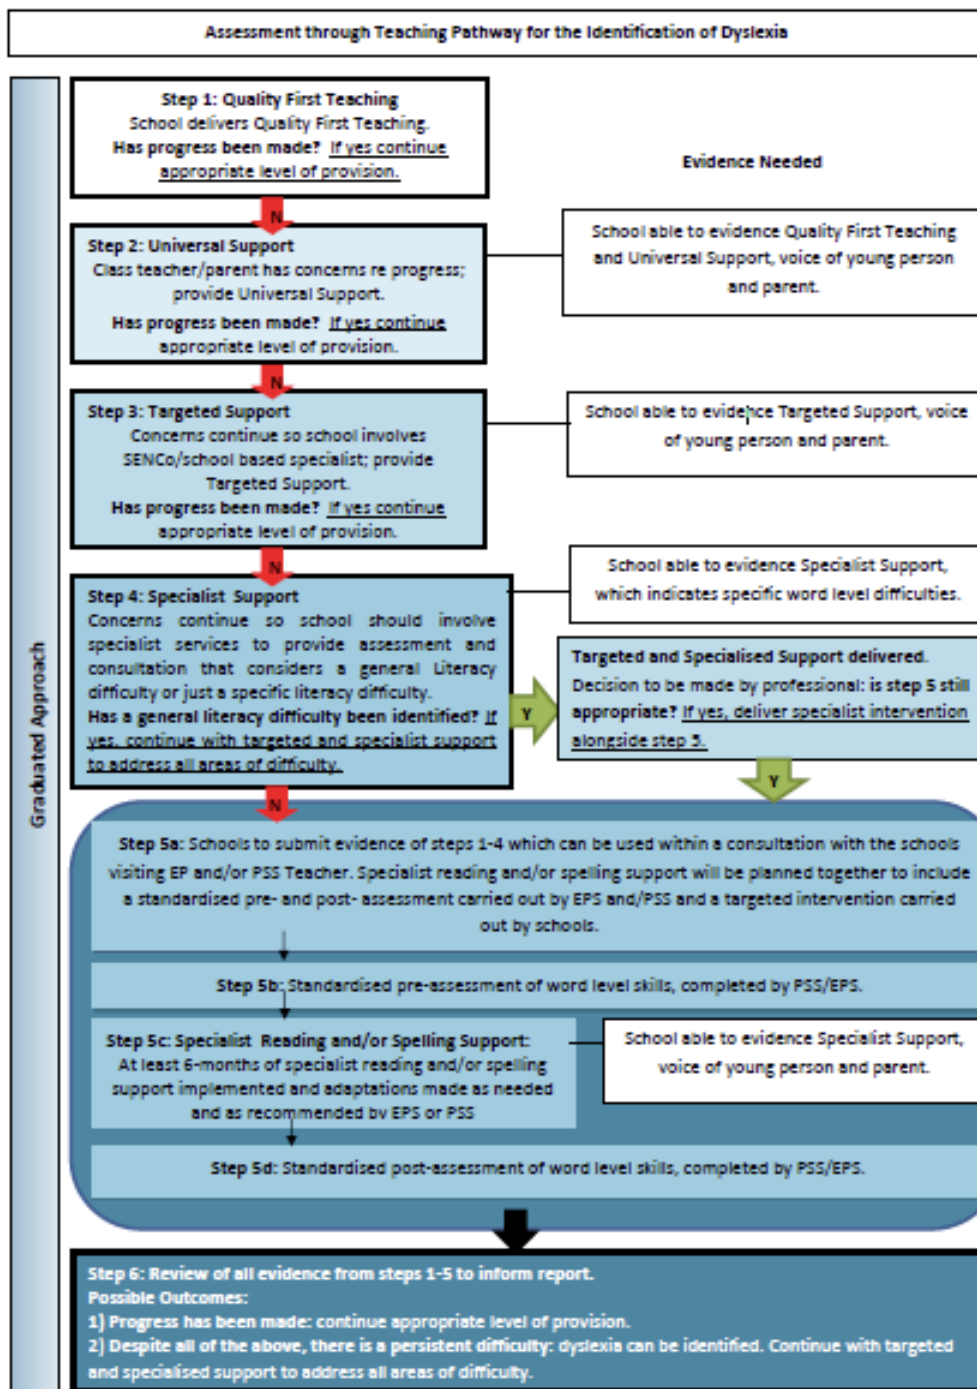 Assessment through Teaching Pathway for the Identification of Dyslexia
Graduated Approach
Step 1: Quality First Teaching
School delivers Quality First Teaching.
Has progress been made? If yes continue
appropriate level of provision.
Evidence Needed
N
Step 2: Universal Support
Class teacher/parent has concerns re progress;
provide Universal Support.
Has progress been made? If yes continue
appropriate level of provision.
School able to evidence Quality First Teaching
and Universal Support, voice of young person
and parent.
N
Step 3: Targeted Support
Concerns continue so school involves
SENCo/school based specialist; provide
Targeted Support.
Has progress been made? If yes continue
appropriate level of provision.
School able to evidence Targeted Support, voice
of young person and parent.
N
Step 4: Specialist Support
Concerns continue so school should involve
specialist services to provide assessment and
consultation that considers a general Literacy
difficulty or just a specific literacy difficulty.
Has a general literacy difficulty been identified? If
yes, continue with targeted and specialist support
to address all areas of difficulty.
School able to evidence Specialist Support,
which indicates specific word level difficulties.
Y
Targeted and Specialised Support delivered.
Decision to be made by professional: is step 5 still
appropriate? If yes, deliver specialist intervention
alongside step 5.
N
Y
Step 5a: Schools to submit evidence of steps 1-4 which can be used within a consultation with the schools
visiting EP and/or PSS Teacher. Specialist reading and/or spelling support will be planned together to include
a standardised pre- and post- assessment carried out by EPS and/PSS and a targeted intervention carried
out by schools.
Step 5b: Standardised pre-assessment of word level skills, completed by PSS/EPS.
Step 5c: Specialist Reading and/or Spelling Support:
At least 6-months of specialist reading and/or spelling
support implemented and adaptations made as needed
and as recommended by EPS or PSS
School able to evidence Specialist Support,
voice of young person and parent.
Step 5d: Standardised post-assessment of word level skills, completed by PSS/EPS.
Step 6: Review of all evidence from steps 1-5 to inform report.
Possible Outcomes:
1) Progress has been made: continue appropriate level of provision.
2) Despite all of the above, there is a persistent difficulty: dyslexia can be identified. Continue with targeted
and specialised support to address all areas of difficulty.